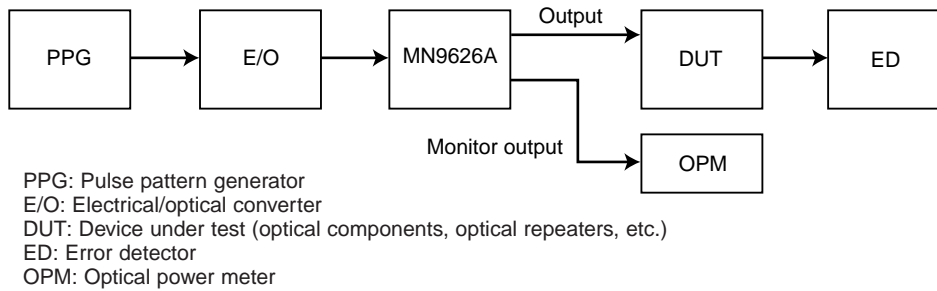 PPG
E/O
MN9626A
Output
DUT
ED
Monitor output
OPM
PPG: Pulse pattern generator
E/O: Electrical/optical converter
DUT: Device under test (optical components, optical repeaters, etc.)
ED: Error detector
OPM: Optical power meter